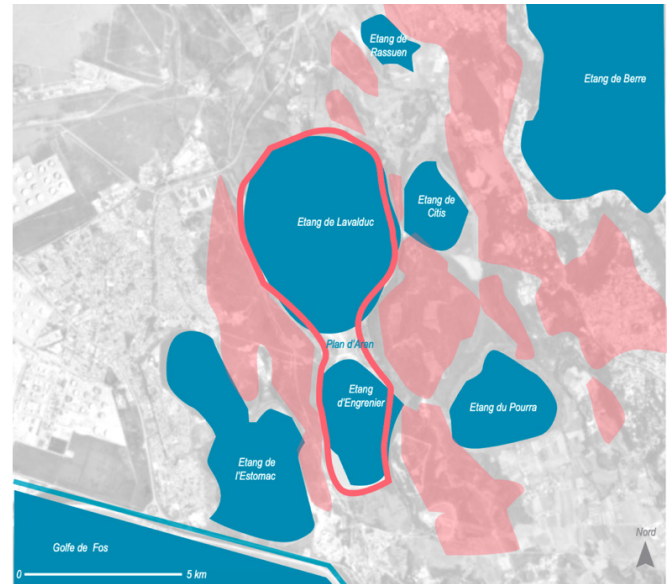 Etang de
Rassuen
Etang de Berre
Etang de Lavalduc
Etang de
Citis
Plan d'Aren
Etang
d'Engrenier
Etang du Pourra
Etang de
l'Estomac
Golfe de Fos
Nord
0
5 km